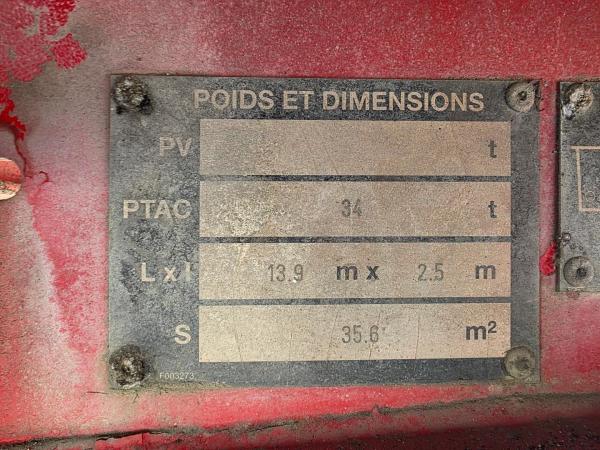 POIDS ET DIMENSIONS
PV t
PTAC 34 t
L x l 13.9 m x 2.5 m
S 35.6 m²
F003273